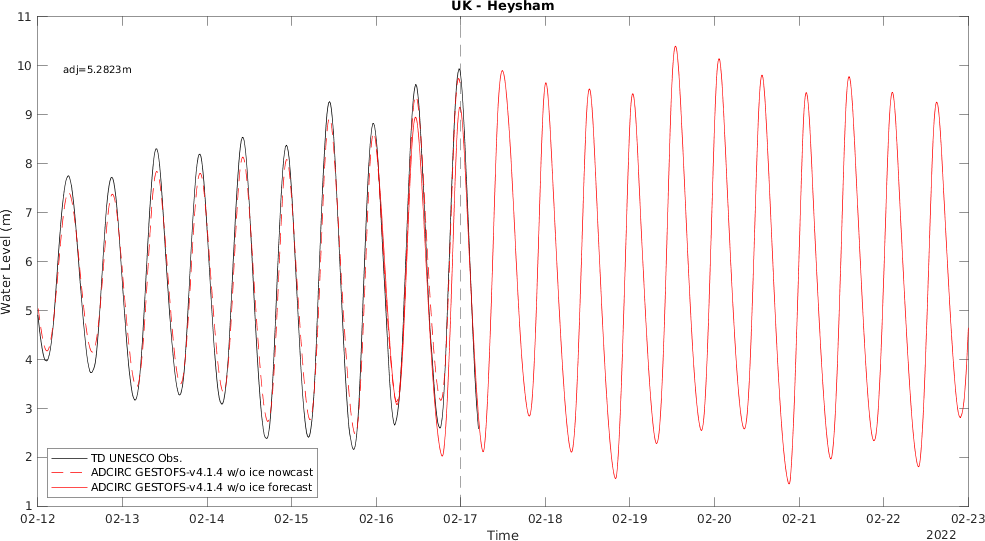 UK - Heysham
11
10
9
8
7
6
5
4
3
2
1
Water Level (m)
adj=5.2823m
TD UNESCO Obs.
ADCIRC GESTOFS-v4.1.4 w/o ice nowcast
ADCIRC GESTOFS-v4.1.4 w/o ice forecast
02-12 02-13 02-14 02-15 02-16 02-17 02-18 02-19 02-20 02-21 02-22 02-23
Time
2022